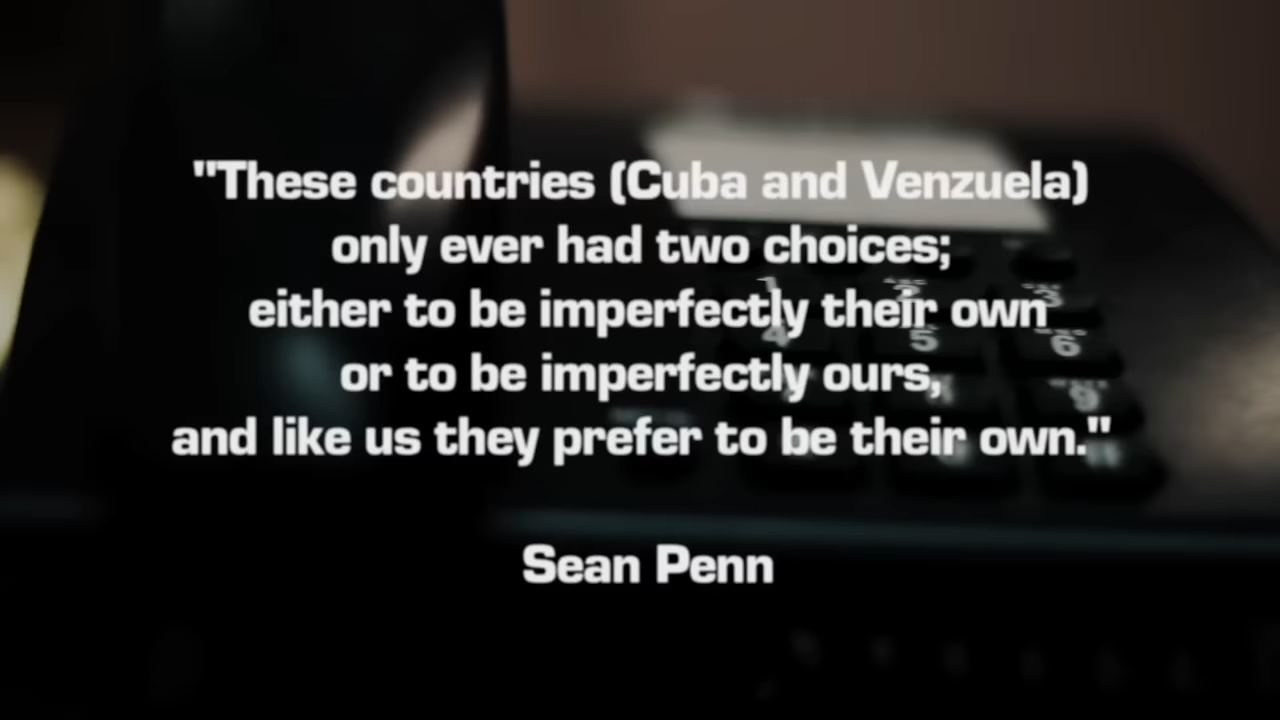 "These countries (Cuba and Venzuela)
only ever had two choices;
either to be imperfectly their own
or to be imperfectly ours,
and like us they prefer to be their own."
Sean Penn